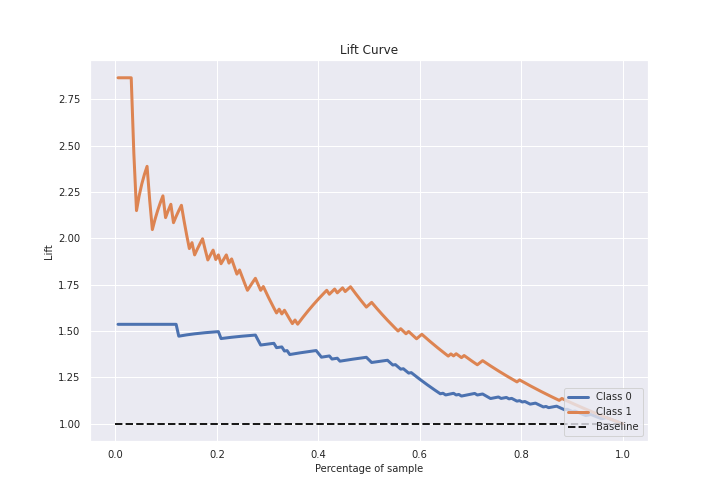 Lift Curve
Lift
2.75
2.50
2.25
2.00
1.75
1.50
1.25
1.00
0.0 0.2 0.4 0.6 0.8 1.0
Percentage of sample
Class 0
Class 1
Baseline